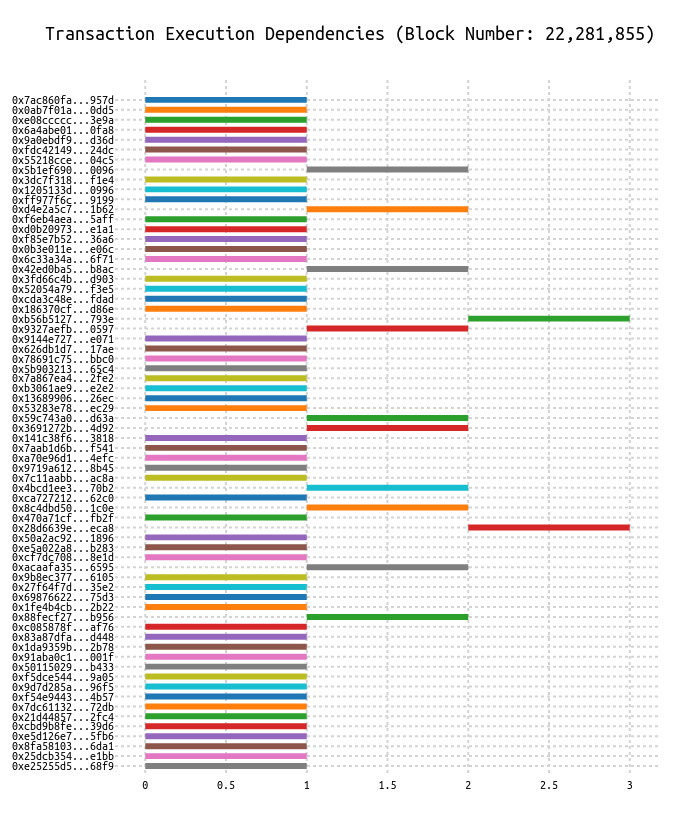 Transaction Execution Dependencies (Block Number: 22,281,855)
0x7ac860fa...957d
0x0ab7f01a...0dd5
0xe08ccccc...3e9a
0x6a4abe01...0fa8
0x9a0ebdf9...d36d
0xfdc42149...24dc
0x55218cce...04c5
0x5b1ef690...0096
0x3dc7f318...f1e4
0x1205133d...0996
0xff977f6c...9199
0xd4e2a5c7...1b62
0xf6eb4aea...5aff
0xd0b20973...e1a1
0xf85e7b52...36a6
0x0b3e011e...e06c
0x6c33a34a...6f71
0x42ed0ba5...b8ac
0x3fd66c4b...d903
0x52054a79...f3e5
0xcda3c48e...fdad
0x186370cf...d86e
0xb56b5127...793e
0x9327aefb...0597
0x9144e727...e071
0x626db1d7...17ae
0x78691c75...bbc0
0x5b903213...65c4
0x7a867ea4...2fe2
0xb3061ae9...e2e2
0x13689906...26ec
0x53283e78...ec29
0x59c743a0...d63a
0x3691272b...4d92
0x141c38f6...3818
0x7aab1d6b...f541
0xa70e96d1...4efc
0x9719a612...8b45
0x7c11aabb...ac8a
0x4bcd1ee3...70b2
0xca727212...62c0
0x8c4dbd50...1c0e
0x470a71cf...fb2f
0x28d6639e...eca8
0x50a2ac92...1896
0xe5a022a8...b283
0xcf7dc708...8e1d
0xacaafa35...6595
0x9b8ec377...6105
0x27f64f7d...35e2
0x69876622...75d3
0x1fe4b4cb...2b22
0x88fecf27...b956
0xc085878f...af76
0x83a87dfa...d448
0x1da9359b...2b78
0x91aba0c1...001f
0x50115029...b433
0xf5dce544...9a05
0x9d7d285a...96f5
0xf54e9443...4b57
0x7dc61132...72db
0x21d44857...2fc4
0xcbd9b8fe...39d6
0xe5d126e7...5fb6
0x8fa58103...6da1
0x25dcb354...e1bb
0xe25255d5...68f9
0 0.5 1 1.5 2 2.5 3